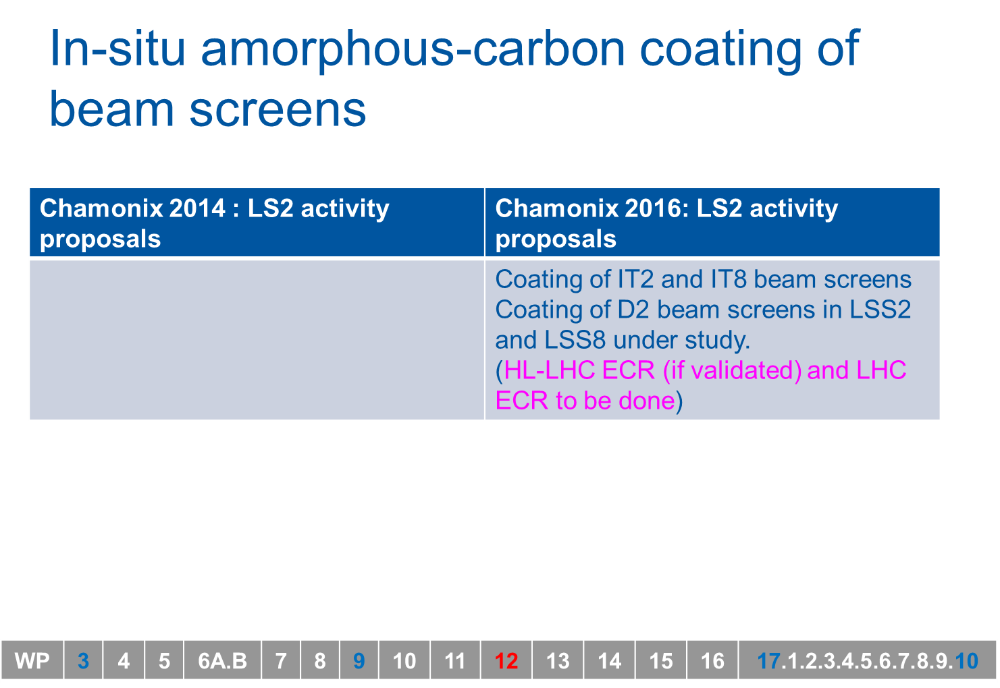 In-situ amorphous-carbon coating of
beam screens
Chamonix 2014 : LS2 activity
proposals
Chamonix 2016: LS2 activity
proposals
Coating of IT2 and IT8 beam screens
Coating of D2 beam screens in LSS2
and LSS8 under study.
(HL-LHC ECR (if validated) and LHC
ECR to be done)
WP 3 4 5 6A.B 7 8 9 10 11 12 13 14 15 16 17.1.2.3.4.5.6.7.8.9.10